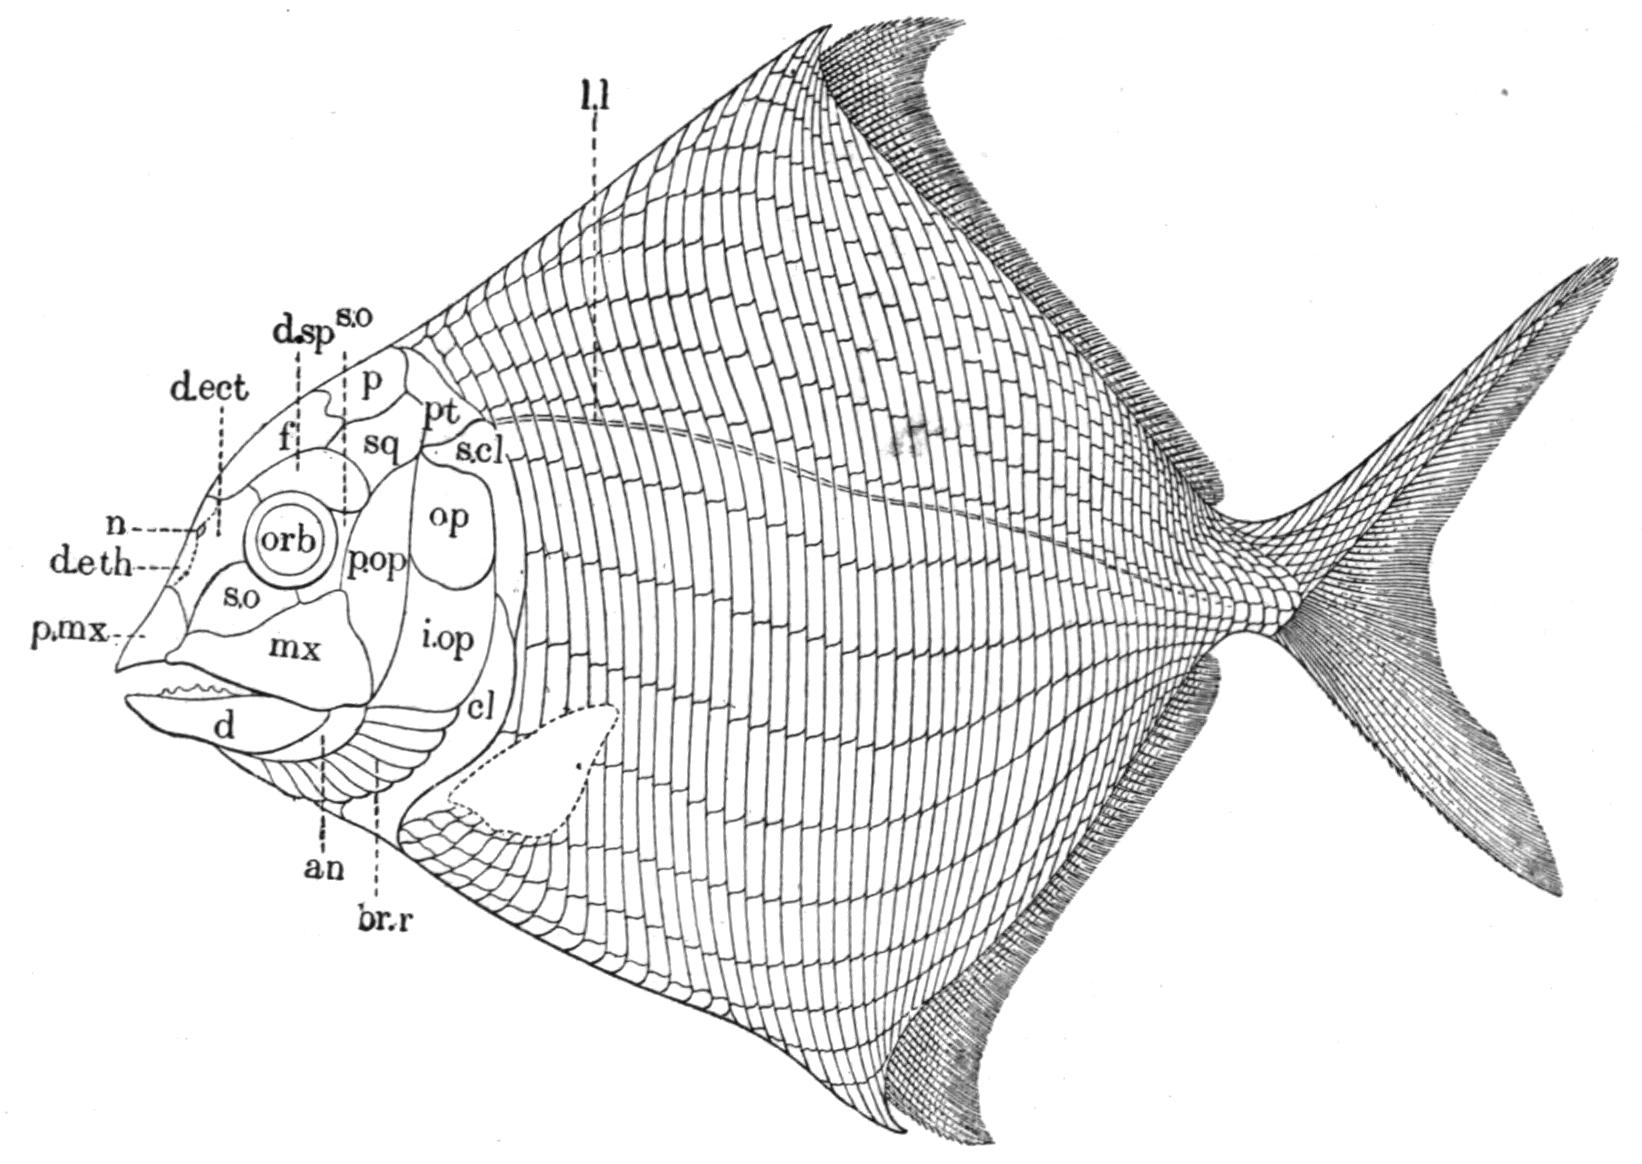 l.l
s.o
d.sp
d.ect
p
pt
f
sq
s.cl
n
orb
op
d.eth
p.op
s.o
p.mx
mx
i.op
cl
d
an
br.r